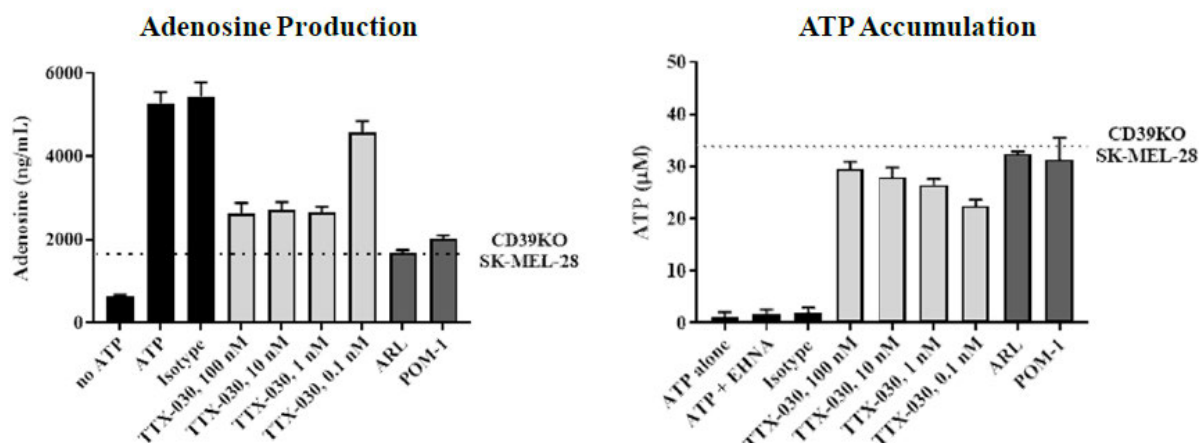 Adenosine Production
Adenosine (ng/mL)
6000
4000
2000
0
CD39KO
SK-MEL-28
no ATP
ATP
Isotype
TTX-030, 100 nM
TTX-030, 10 nM
TTX-030, 1 nM
TTX-030, 0.1 nM
ARL
POM-1
ATP Accumulation
ATP (µM)
50
40
30
20
10
0
CD39KO
SK-MEL-28
ATP alone
ATP + EHNA
Isotype
TTX-030, 100 nM
TTX-030, 10 nM
TTX-030, 1 nM
TTX-030, 0.1 nM
ARL
POM-1